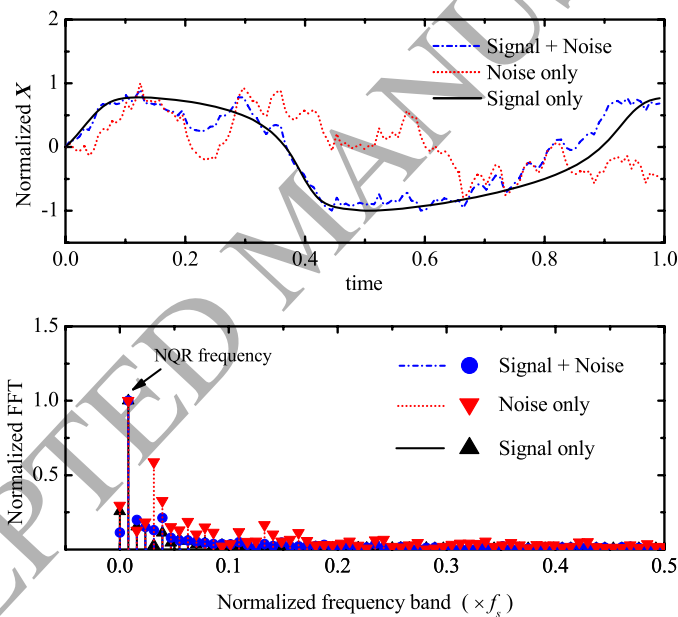 2
1
0
-1
Normalized X
Signal + Noise
Noise only
Signal only
0.0 0.2 0.4 0.6 0.8 1.0
time
1.5
1.0
0.5
Normalized FFT
NQR frequency
Signal + Noise
Noise only
Signal only
0.0 0.1 0.2 0.3 0.4 0.5
Normalized frequency band (×fs)